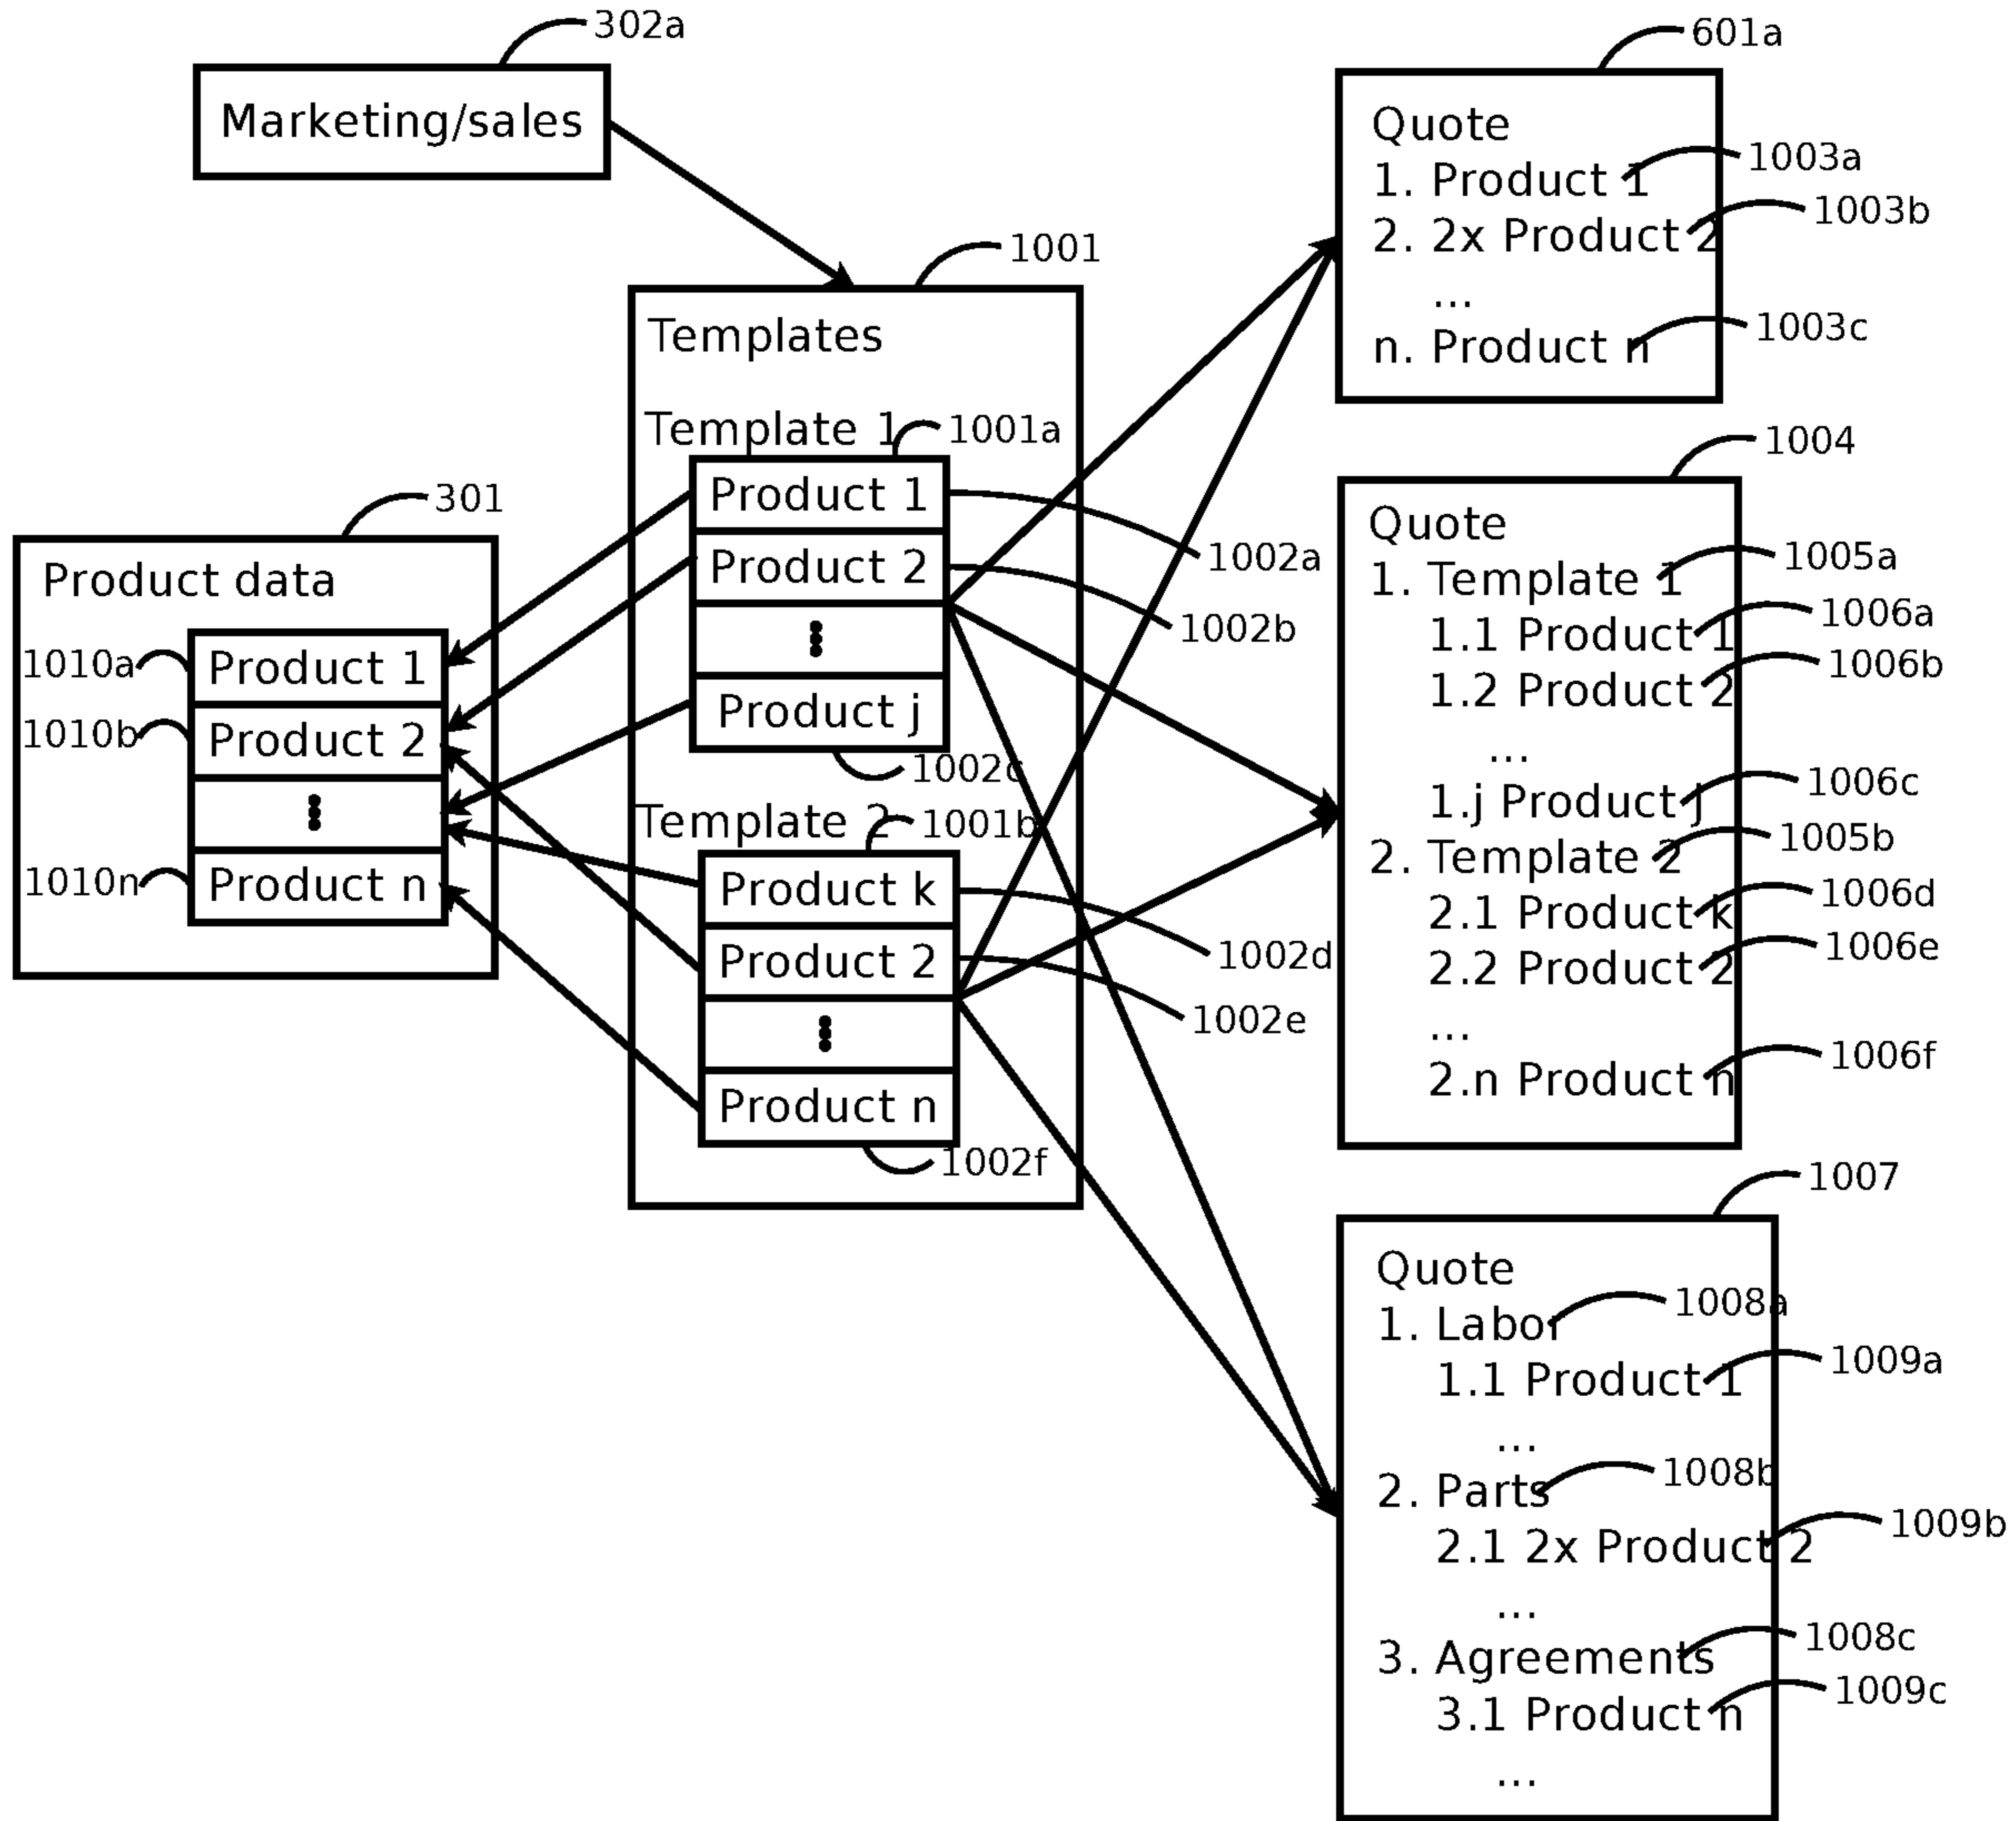 302a
Marketing/sales
601a
Quote
1. Product 1
1003a
2. 2x Product 2
1003b
...
n. Product n
1003c
1001
Templates
Template 1
1001a
Product 1
1002a
Product 2
1002b
Product j
1002c
Template 2
1001b
Product k
1002d
Product 2
1002e
Product n
1002f
301
Product data
1010a
Product 1
1010b
Product 2
1010n
Product n
1004
Quote
1. Template 1
1005a
1.1 Product 1
1006a
1.2 Product 2
1006b
...
1.j Product j
1006c
2. Template 2
1005b
2.1 Product k
1006d
2.2 Product 2
1006e
...
2.n Product n
1006f
1007
Quote
1. Labor
1008a
1.1 Product 1
1009a
...
2. Parts
1008b
2.1 2x Product 2
1009b
...
3. Agreements
1008c
3.1 Product n
1009c
...